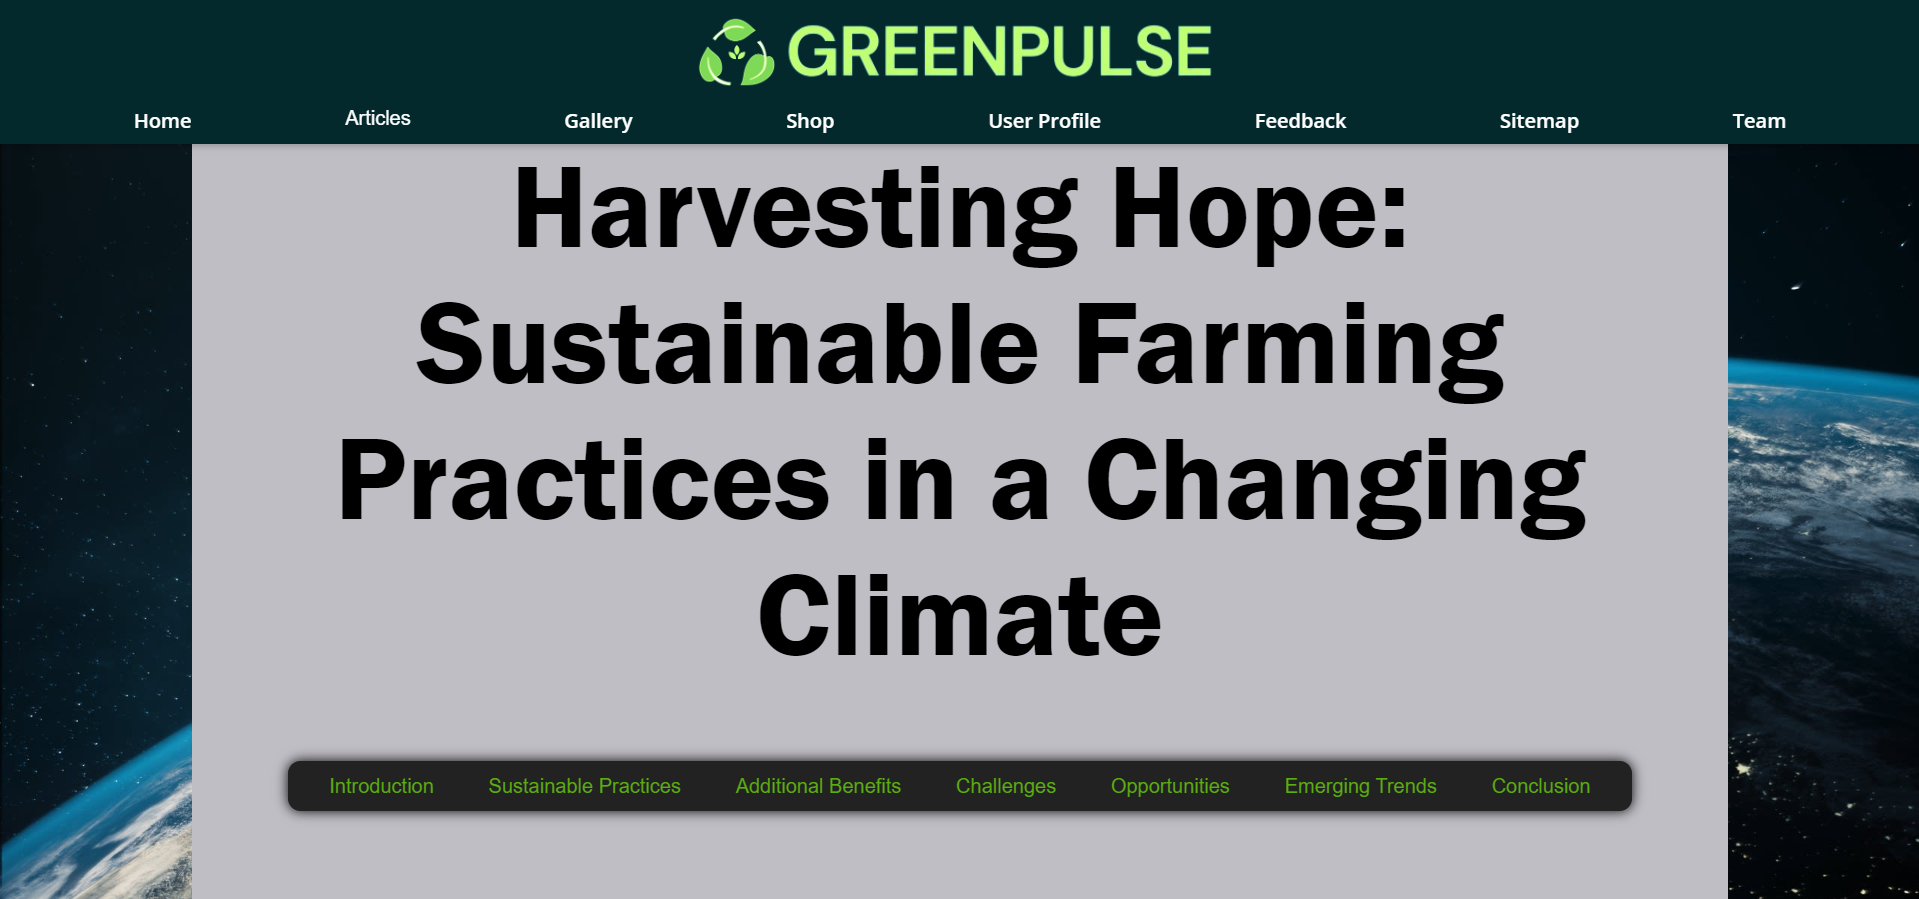 GREENPULSE
Home Articles Gallery Shop User Profile Feedback Sitemap Team
Harvesting Hope:
Sustainable Farming
Practices in a Changing
Climate
Introduction Sustainable Practices Additional Benefits Challenges Opportunities Emerging Trends Conclusion